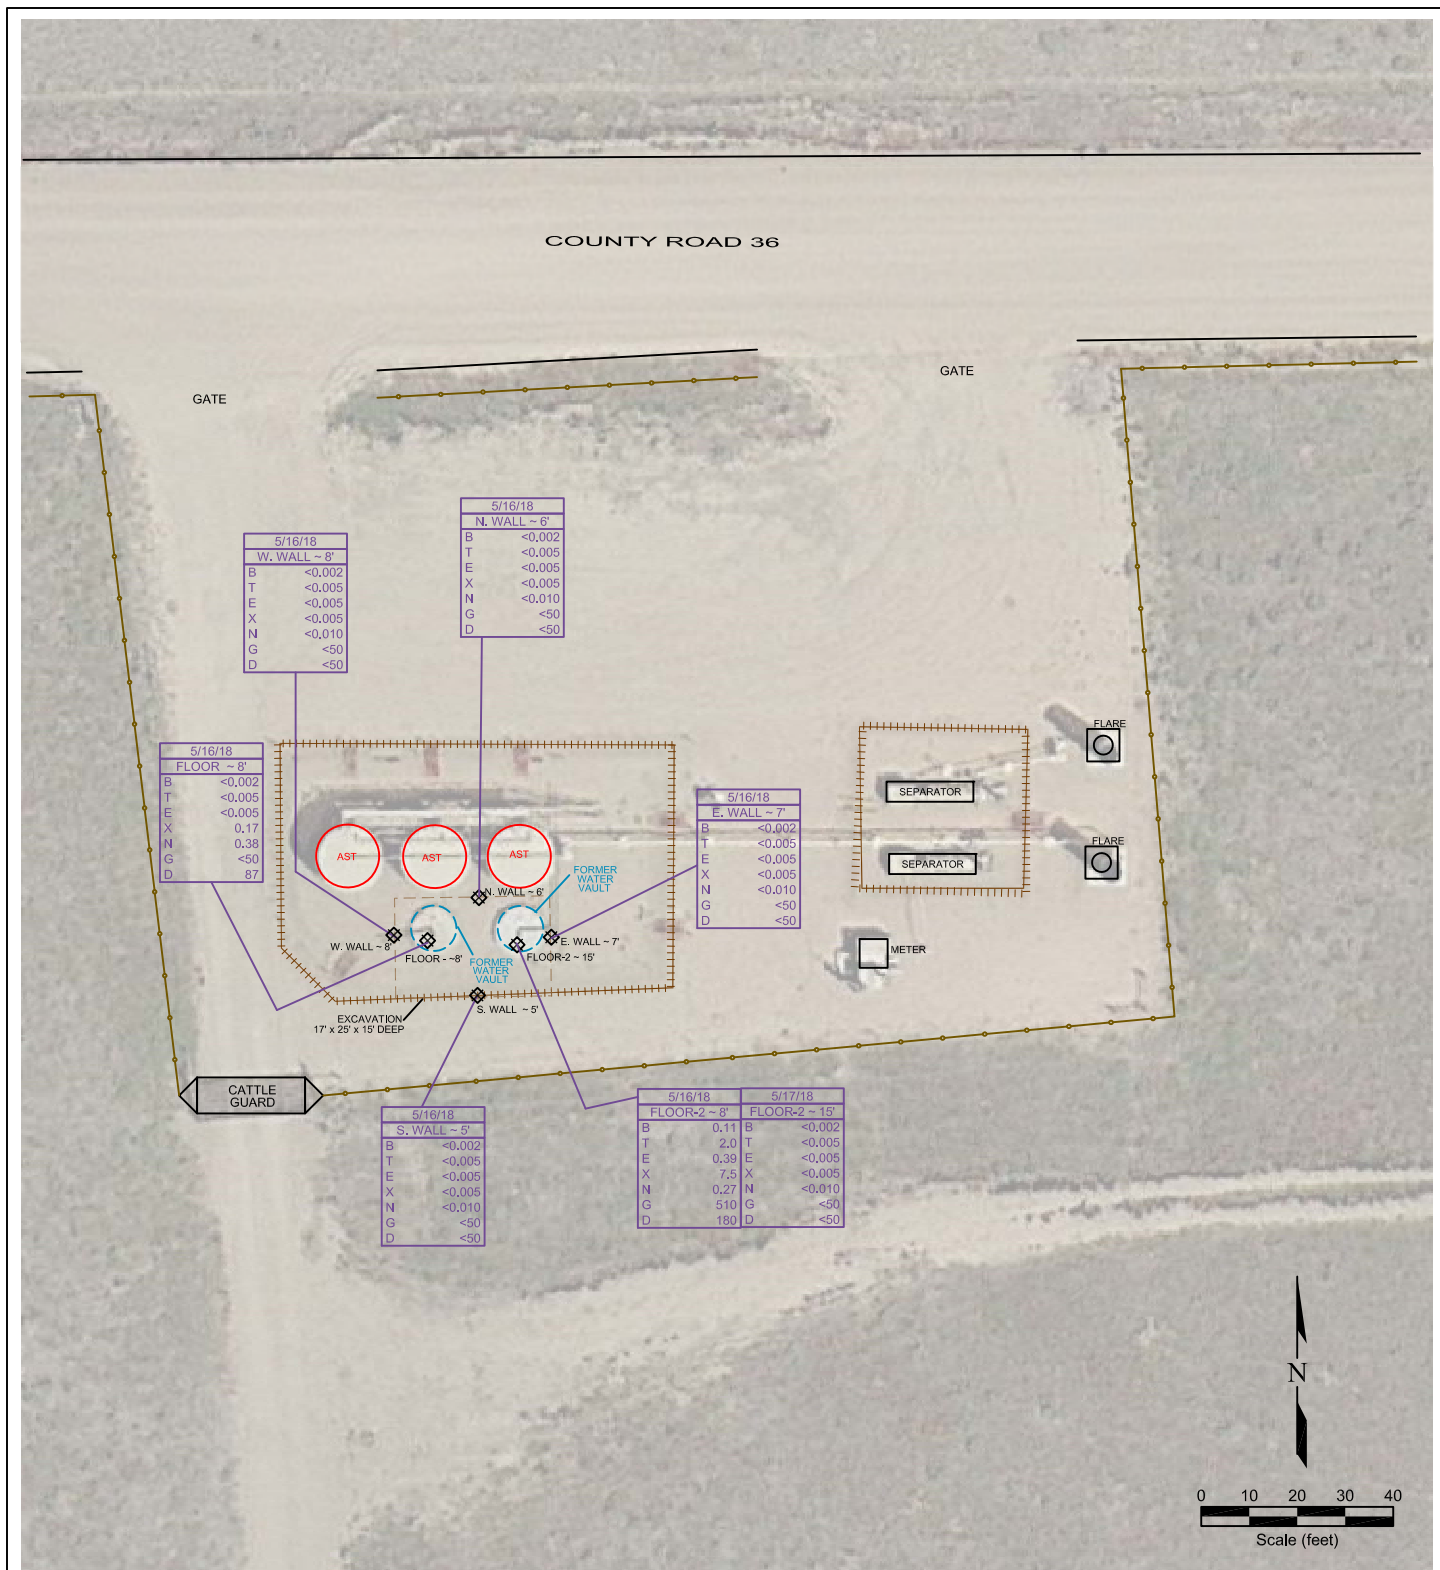 COUNTY ROAD 36
GATE
GATE
5/16/18
N. WALL ~ 6'
B <0.002
T <0.005
E <0.005
X <0.005
N <0.010
G <50
D <50
5/16/18
W. WALL ~ 8'
B <0.002
T <0.005
E <0.005
X <0.005
N <0.010
G <50
D <50
5/16/18
FLOOR ~ 8'
B <0.002
T <0.005
E <0.005
X 0.17
N 0.38
G <50
D 87
5/16/18
E. WALL ~ 7'
B <0.002
T <0.005
E <0.005
X <0.005
N <0.010
G <50
D <50
FLARE
SEPARATOR
SEPARATOR
FLARE
METER
AST
AST
AST
FORMER
WATER
VAULT
N. WALL ~ 6'
W. WALL ~ 8'
E. WALL ~ 7'
FLOOR - ~8'
FLOOR-2 ~ 15'
FORMER
WATER
VAULT
S. WALL ~ 5'
EXCAVATION
17' x 25' x 15' DEEP
CATTLE
GUARD
5/16/18
S. WALL ~ 5'
B <0.002
T <0.005
E <0.005
X <0.005
N <0.010
G <50
D <50
5/16/18 5/17/18
FLOOR-2 ~ 8' FLOOR-2 ~ 15'
B 0.11 B <0.002
T 2.0 T <0.005
E 0.39 E <0.005
X 7.5 X <0.005
N 0.27 N <0.010
G 510 G <50
D 180 D <50
N
0 10 20 30 40
Scale (feet)